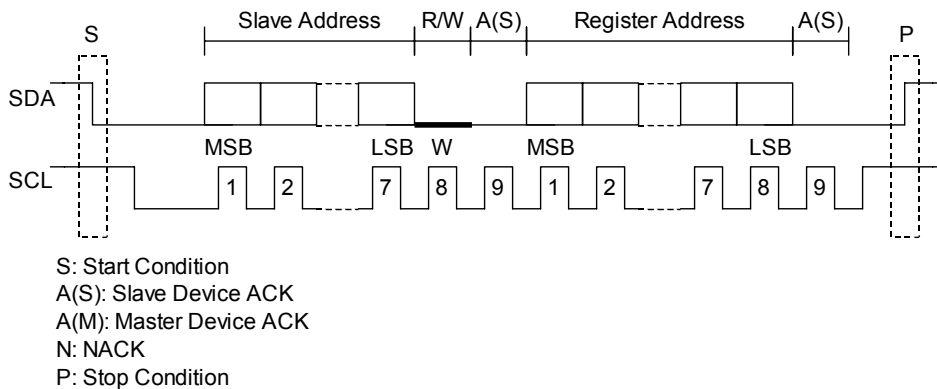 Slave Address R/W A(S) Register Address A(S)
S P
SDA
MSB LSB W MSB LSB
SCL 1 2 7 8 9 1 2 7 8 9
S: Start Condition
A(S): Slave Device ACK
A(M): Master Device ACK
N: NACK
P: Stop Condition